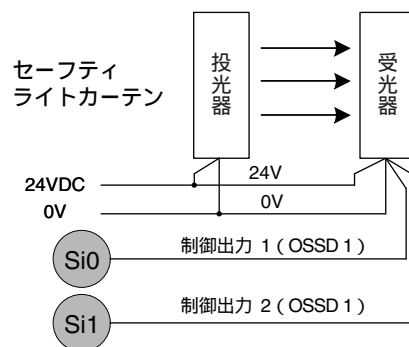 セーフティ
ライトカーテン
投光器
受光器
24VDC
24V
0V
0V
Si0
制御出力 1 ( OSSD 1 )
Si1
制御出力 2 ( OSSD 1 )